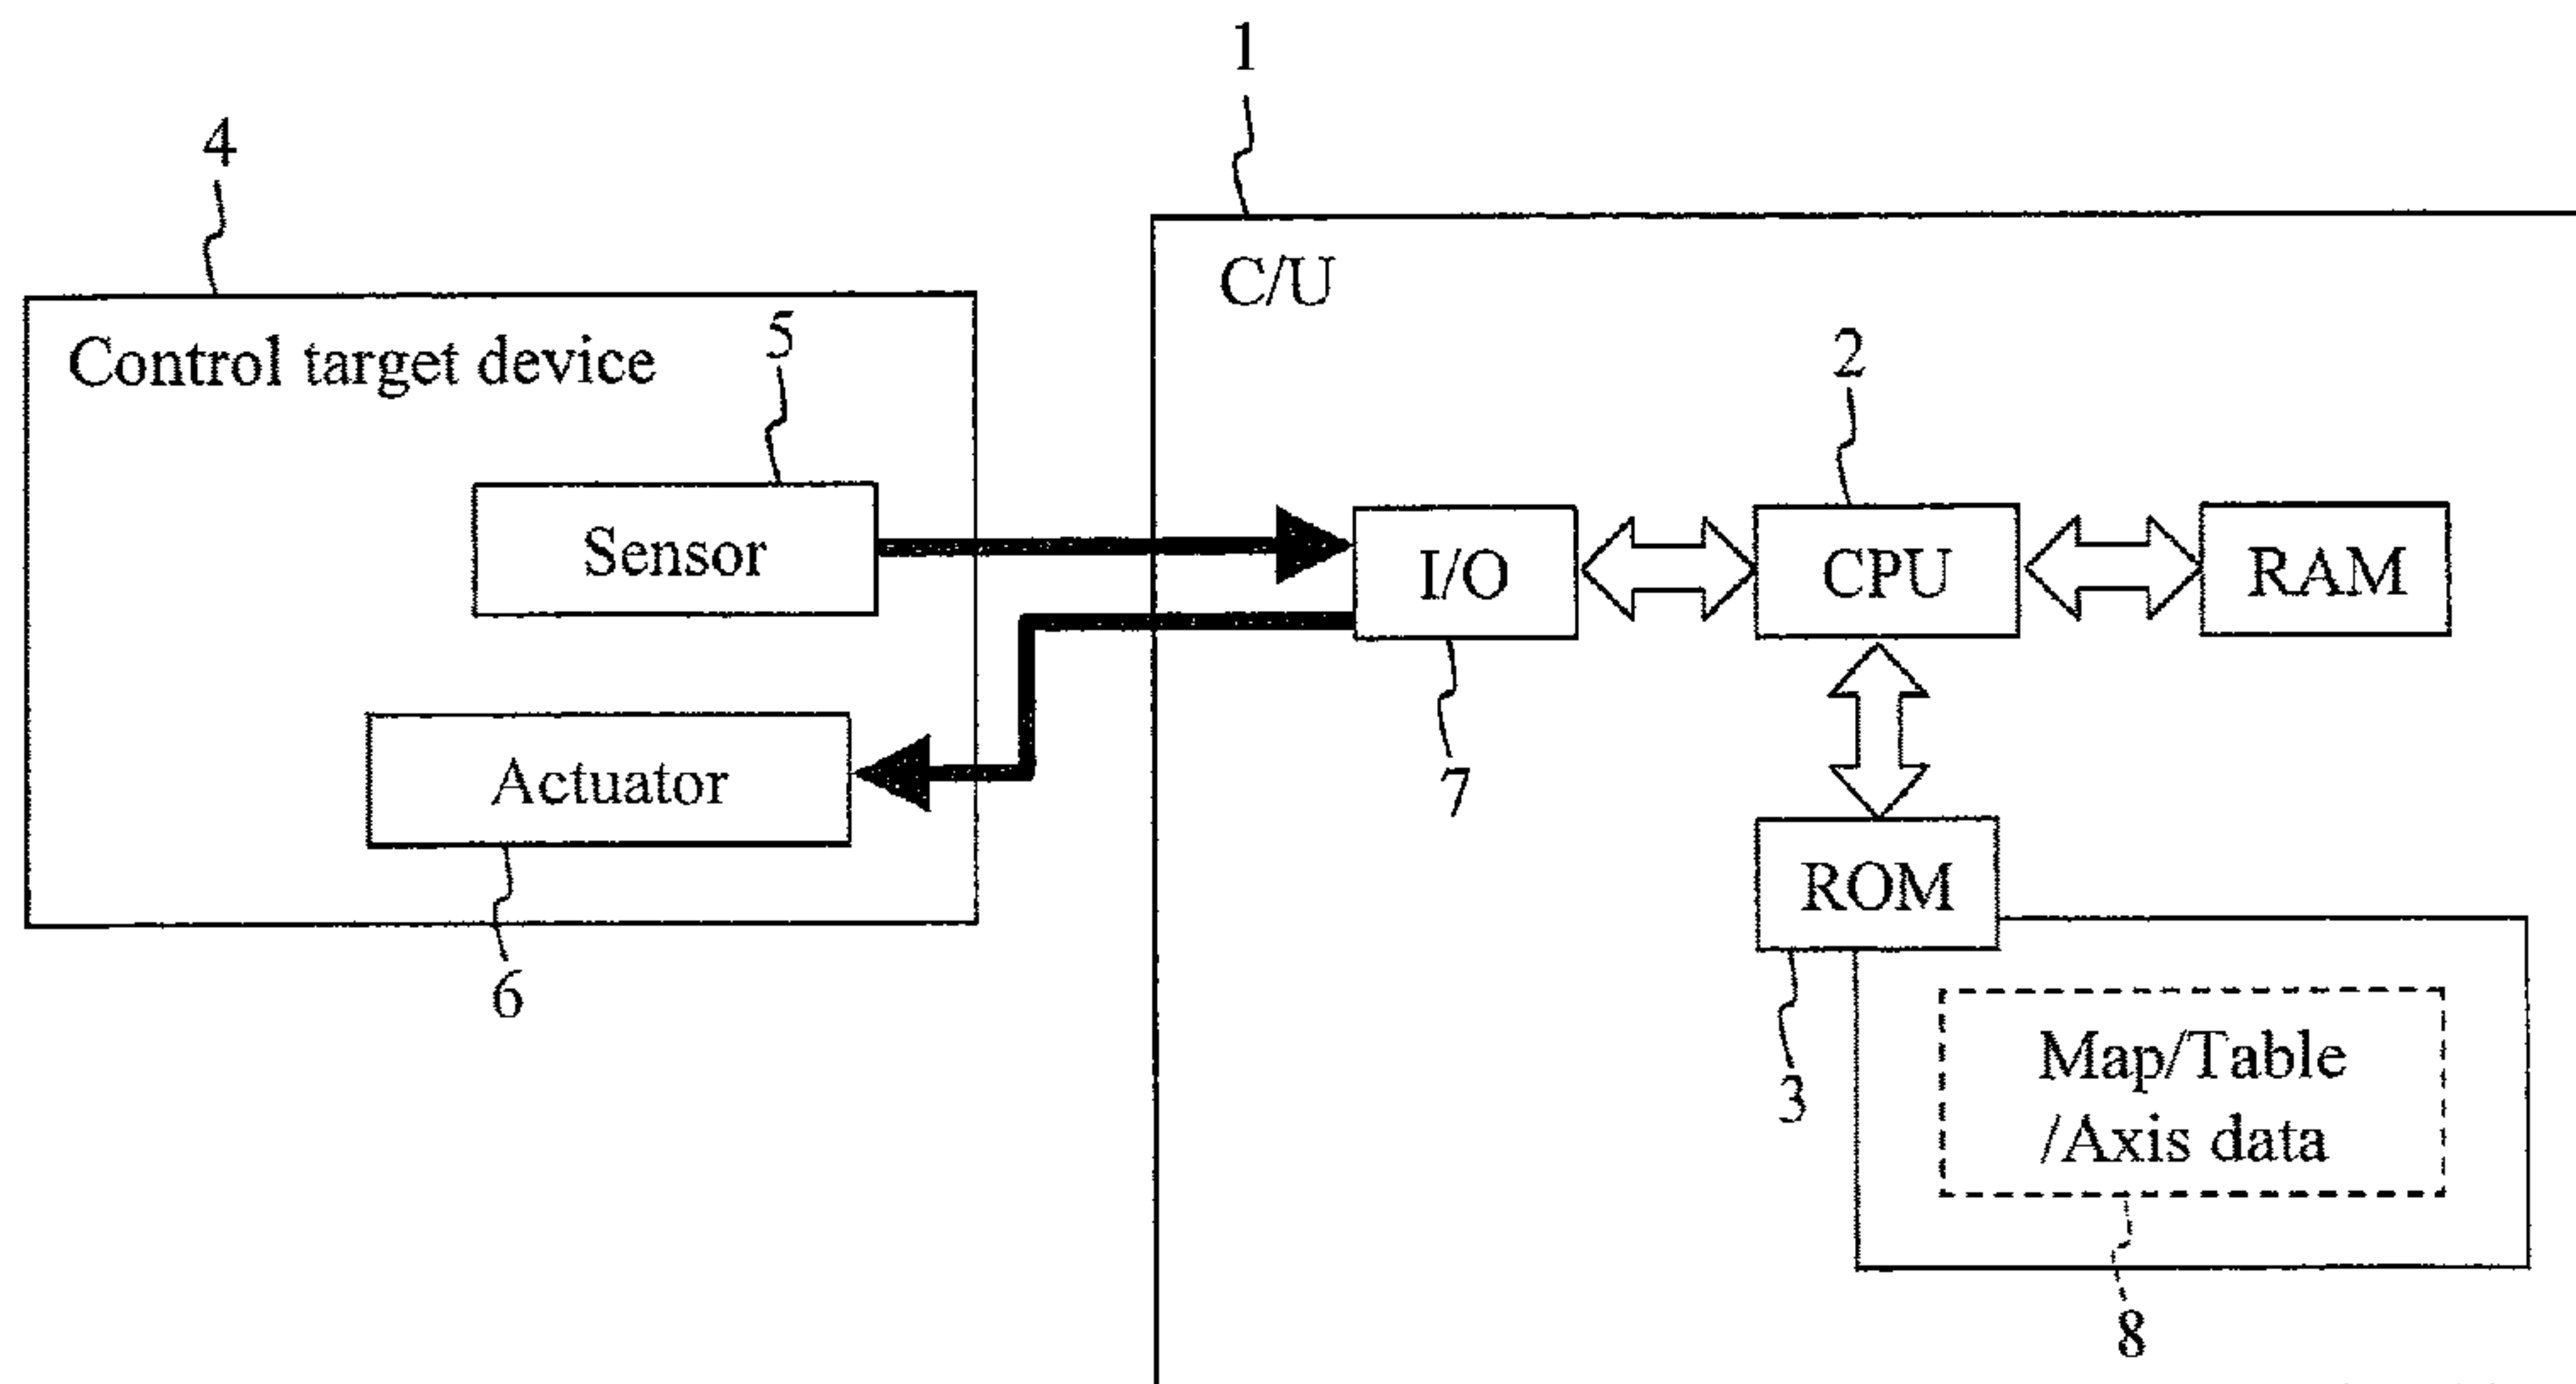 1
4
C/U
Control target device
5
2
Sensor
I/O
CPU
RAM
Actuator
7
ROM
6
3
Map/Table
/Axis data
8